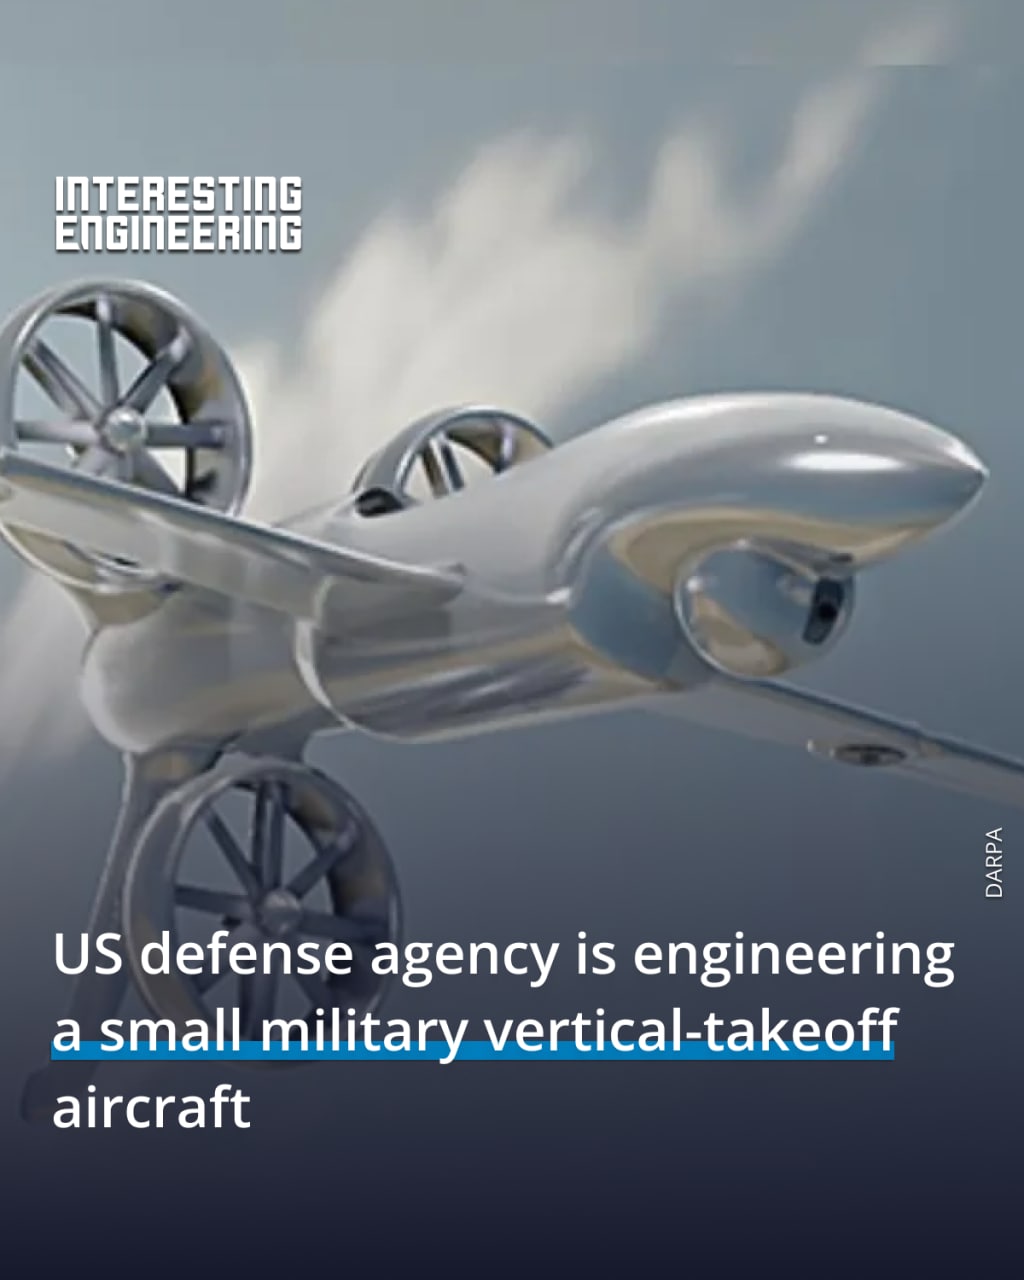 INTERESTING
ENGINEERING
DARPA
US defense agency is engineering
a small military vertical-takeoff
aircraft